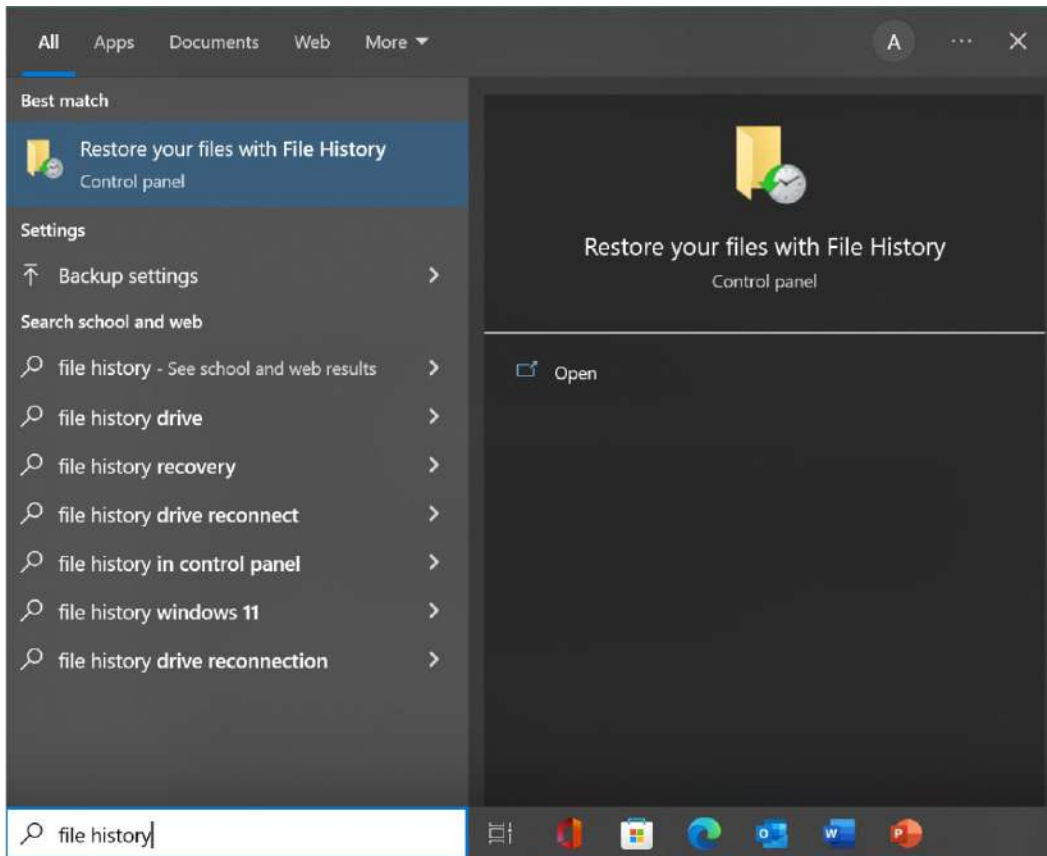 All Apps Documents Web More
A
Best match
Restore your files with File History
Control panel
Settings
Backup settings
Search school and web
file history - See school and web results
file history drive
file history recovery
file history drive reconnect
file history in control panel
file history windows 11
file history drive reconnection
Restore your files with File History
Control panel
Open
file history